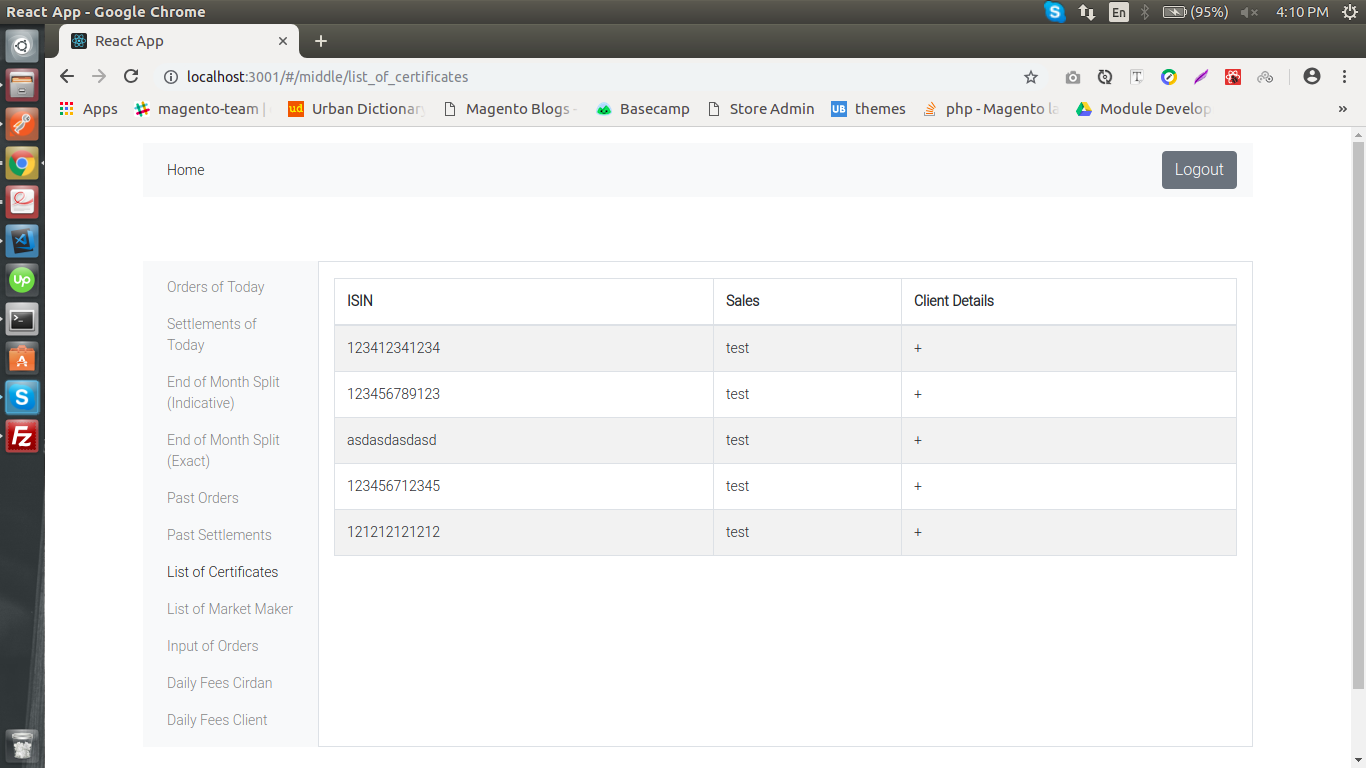 React App - Google Chrome
En
(95%)
4:10 PM
React App
localhost:3001/#/middle/list_of_certificates
Apps
magento-team |
ud Urban Dictionary
Magento Blogs -
Basecamp
Store Admin
UB themes
php - Magento la
Module Develop
»
Home
Logout
Orders of Today
Settlements of
Today
End of Month Split
(Indicative)
End of Month Split
(Exact)
Past Orders
Past Settlements
List of Certificates
List of Market Maker
Input of Orders
Daily Fees Cirdan
Daily Fees Client
ISIN Sales Client Details
123412341234 test +
123456789123 test +
asdasdasdasd test +
123456712345 test +
121212121212 test +
Up
S
Fz